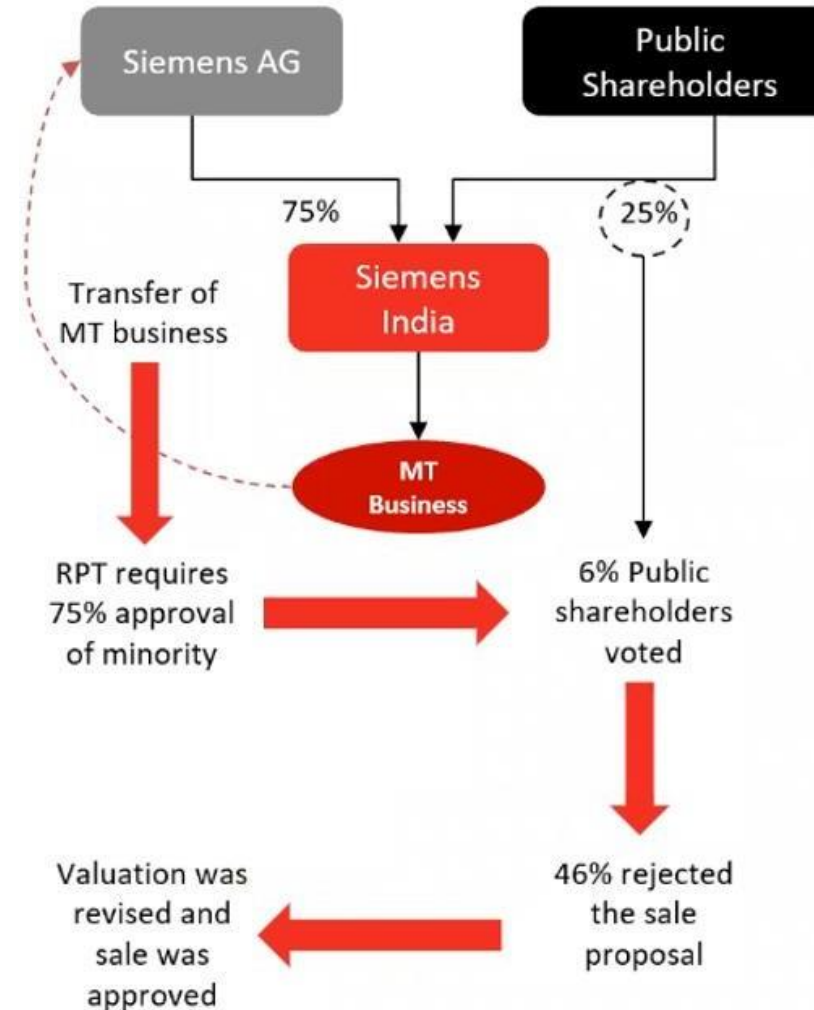 Siemens AG
Public
Shareholders
75%
25%
Siemens
India
Transfer of
MT business
MT
Business
RPT requires
75% approval
of minority
6% Public
shareholders
voted
Valuation was
revised and
sale was
approved
46% rejected
the sale
proposal